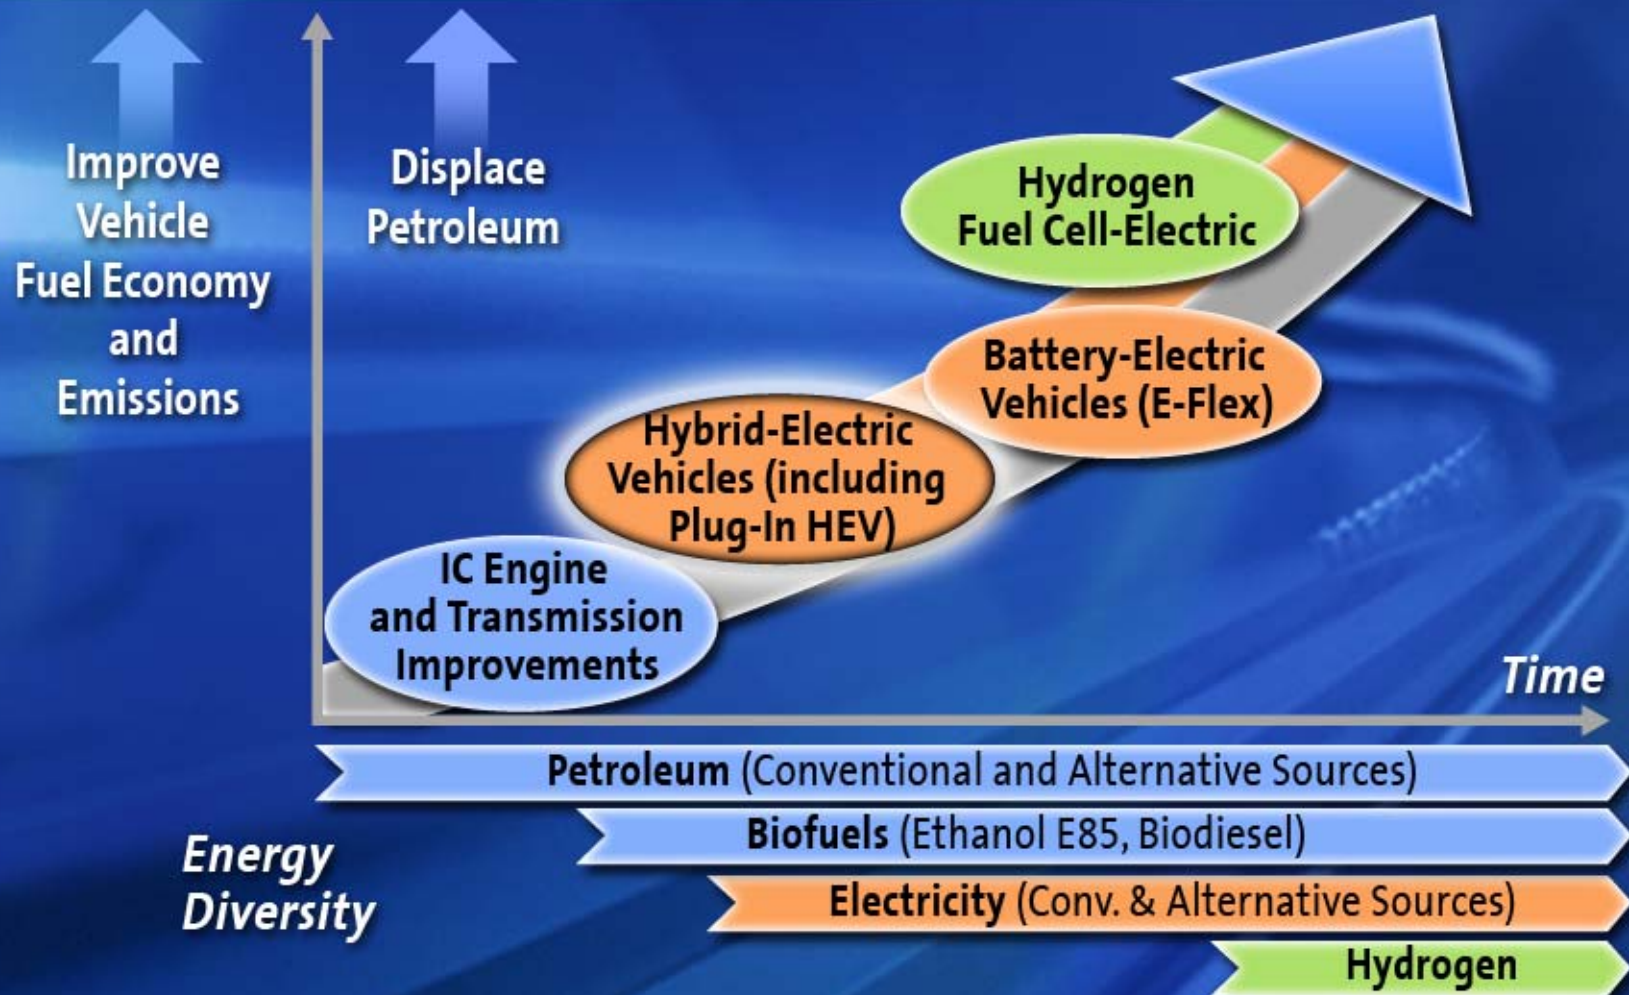 Improve
Vehicle
Fuel Economy
and
Emissions
Displace
Petroleum
Hydrogen
Fuel Cell-Electric
Battery-Electric
Vehicles (E-Flex)
Hybrid-Electric
Vehicles (including
Plug-In HEV)
IC Engine
and Transmission
Improvements
Time
Energy
Diversity
Petroleum (Conventional and Alternative Sources)
Biofuels (Ethanol E85, Biodiesel)
Electricity (Conv. & Alternative Sources)
Hydrogen